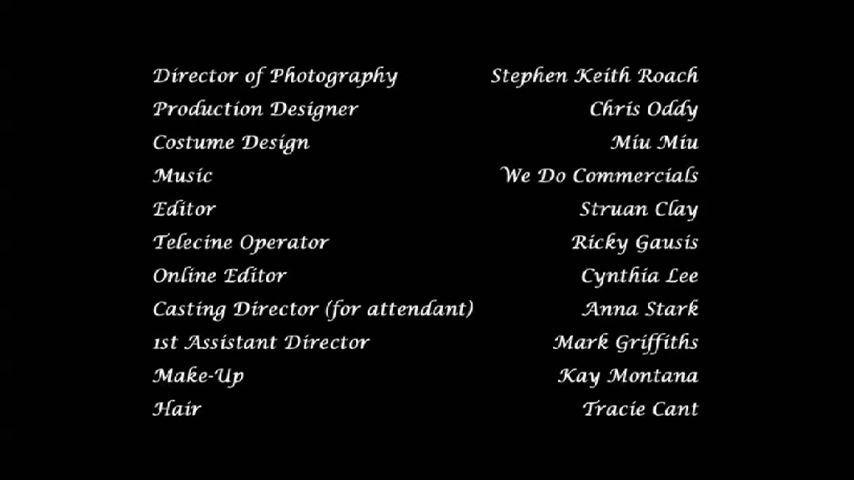 Director of Photography Stephen Keith Roach
Production Designer Chris Oddy
Costume Design Miu Miu
Music We Do Commercials
Editor Struan Clay
Telecine Operator Ricky Gausis
Online Editor Cynthia Lee
Casting Director (for attendant) Anna Stark
1st Assistant Director Mark Griffiths
Make-Up Kay Montana
Hair Tracie Cant